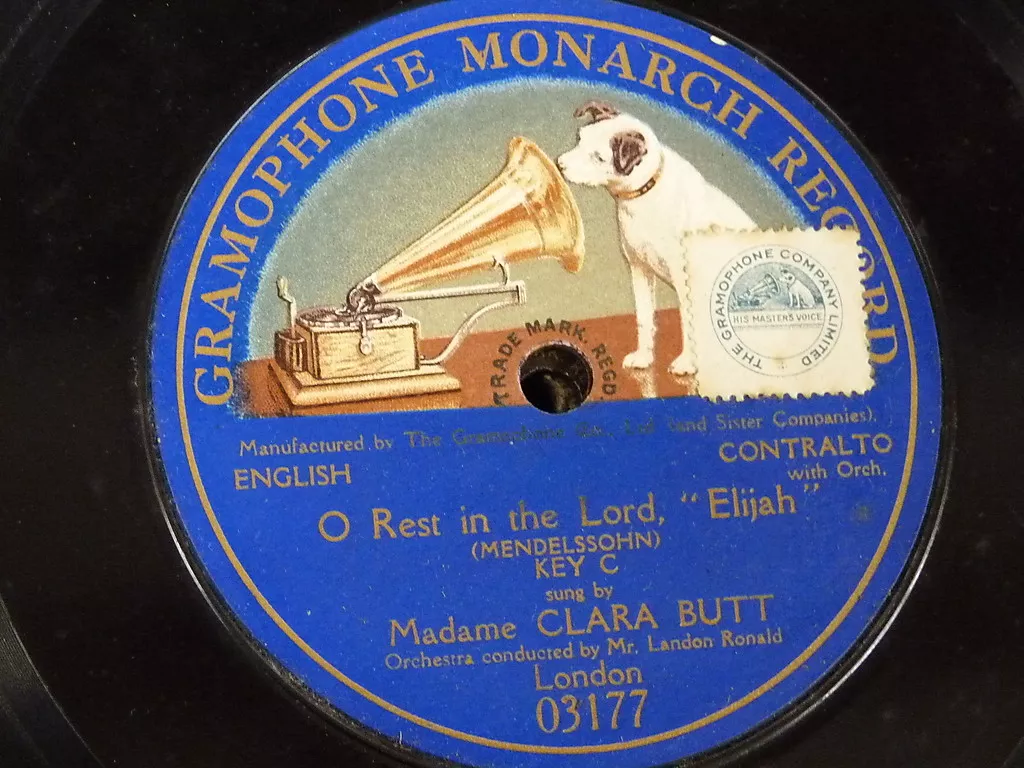 GRAMOPHONE MONARCH RECORD
THE GRAMOPHONE COMPANY LIMITED
HIS MASTERS VOICE
TRADE MARK. REGD
Manufactured by The Gramophone Co., Ltd (and Sister Companies).
ENGLISH
CONTRALTO
with Orch.
O Rest in the Lord, "Elijah"
(MENDELSSOHN)
KEY C
sung by
Madame CLARA BUTT
Orchestra conducted by Mr. Landon Ronald
London
03177